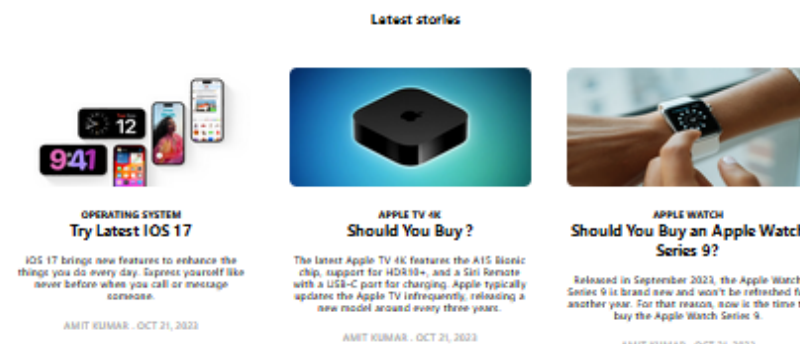 Latest stories
12
9:41
OPERATING SYSTEM
Try Latest IOS 17
iOS 17 brings new features to enhance the
things you do every day. Express yourself like
never before when you call or message
someone.
AMIT KUMAR . OCT 21, 2023
APPLE TV 4K
Should You Buy ?
The latest Apple TV 4K features the A15 Bionic
chip, support for HDR10+, and a Siri Remote
with a USB-C port for charging. Apple typically
updates the Apple TV infrequently, releasing a
new model around every three years.
AMIT KUMAR . OCT 21, 2023
APPLE WATCH
Should You Buy an Apple Watch
Series 9?
Released in September 2023, the Apple Watch
Series 9 is brand new and won't be refreshed f
another year. For that reason, now is the time t
buy the Apple Watch Series 9.